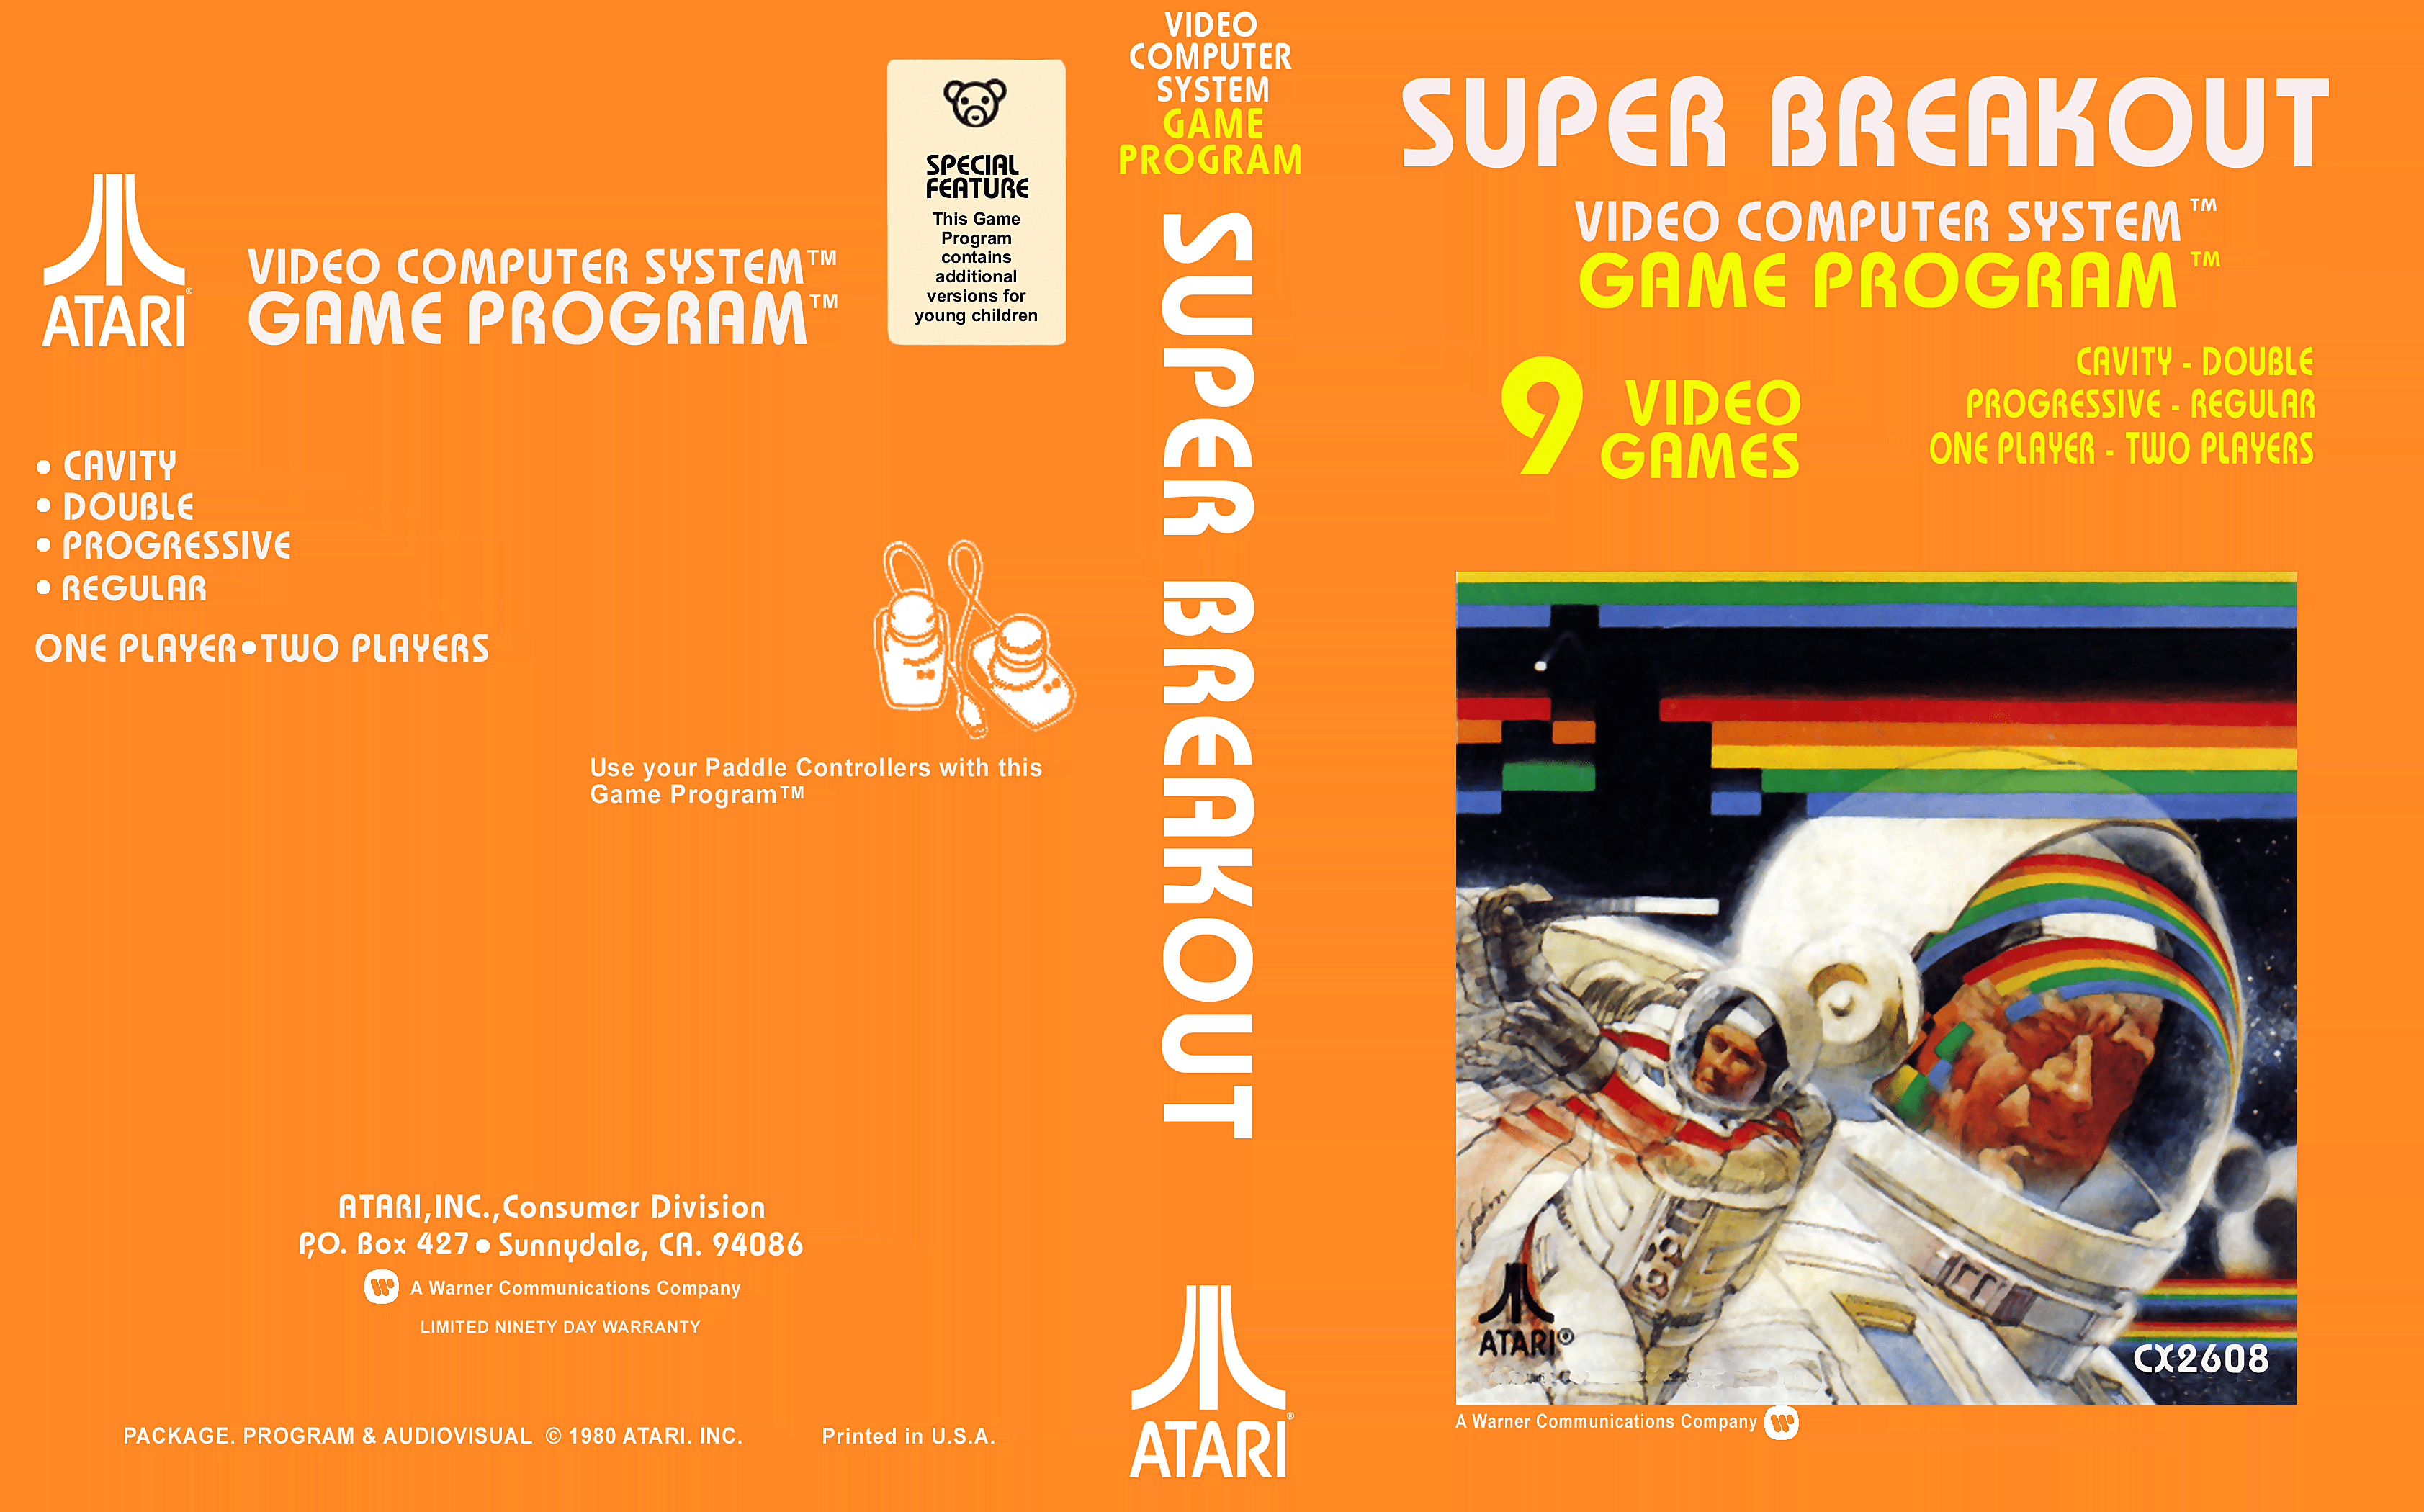 ATARI®
VIDEO COMPUTER SYSTEM™
GAME PROGRAM™
SPECIAL
FEATURE
This Game
Program
contains
additional
versions for
young children
• CAVITY
• DOUBLE
• PROGRESSIVE
• REGULAR
ONE PLAYER•TWO PLAYERS
Use your Paddle Controllers with this
Game Program™
ATARI,INC.,Consumer Division
P,O. Box 427 • Sunnydale, CA. 94086
A Warner Communications Company
LIMITED NINETY DAY WARRANTY
PACKAGE. PROGRAM & AUDIOVISUAL © 1980 ATARI. INC.
Printed in U.S.A.
VIDEO
COMPUTER
SYSTEM
GAME
PROGRAM
SUPER BREAKOUT
ATARI®
SUPER BREAKOUT
VIDEO COMPUTER SYSTEM™
GAME PROGRAM™
9 VIDEO
GAMES
CAVITY - DOUBLE
PROGRESSIVE - REGULAR
ONE PLAYER - TWO PLAYERS
ATARI®
CX2608
A Warner Communications Company